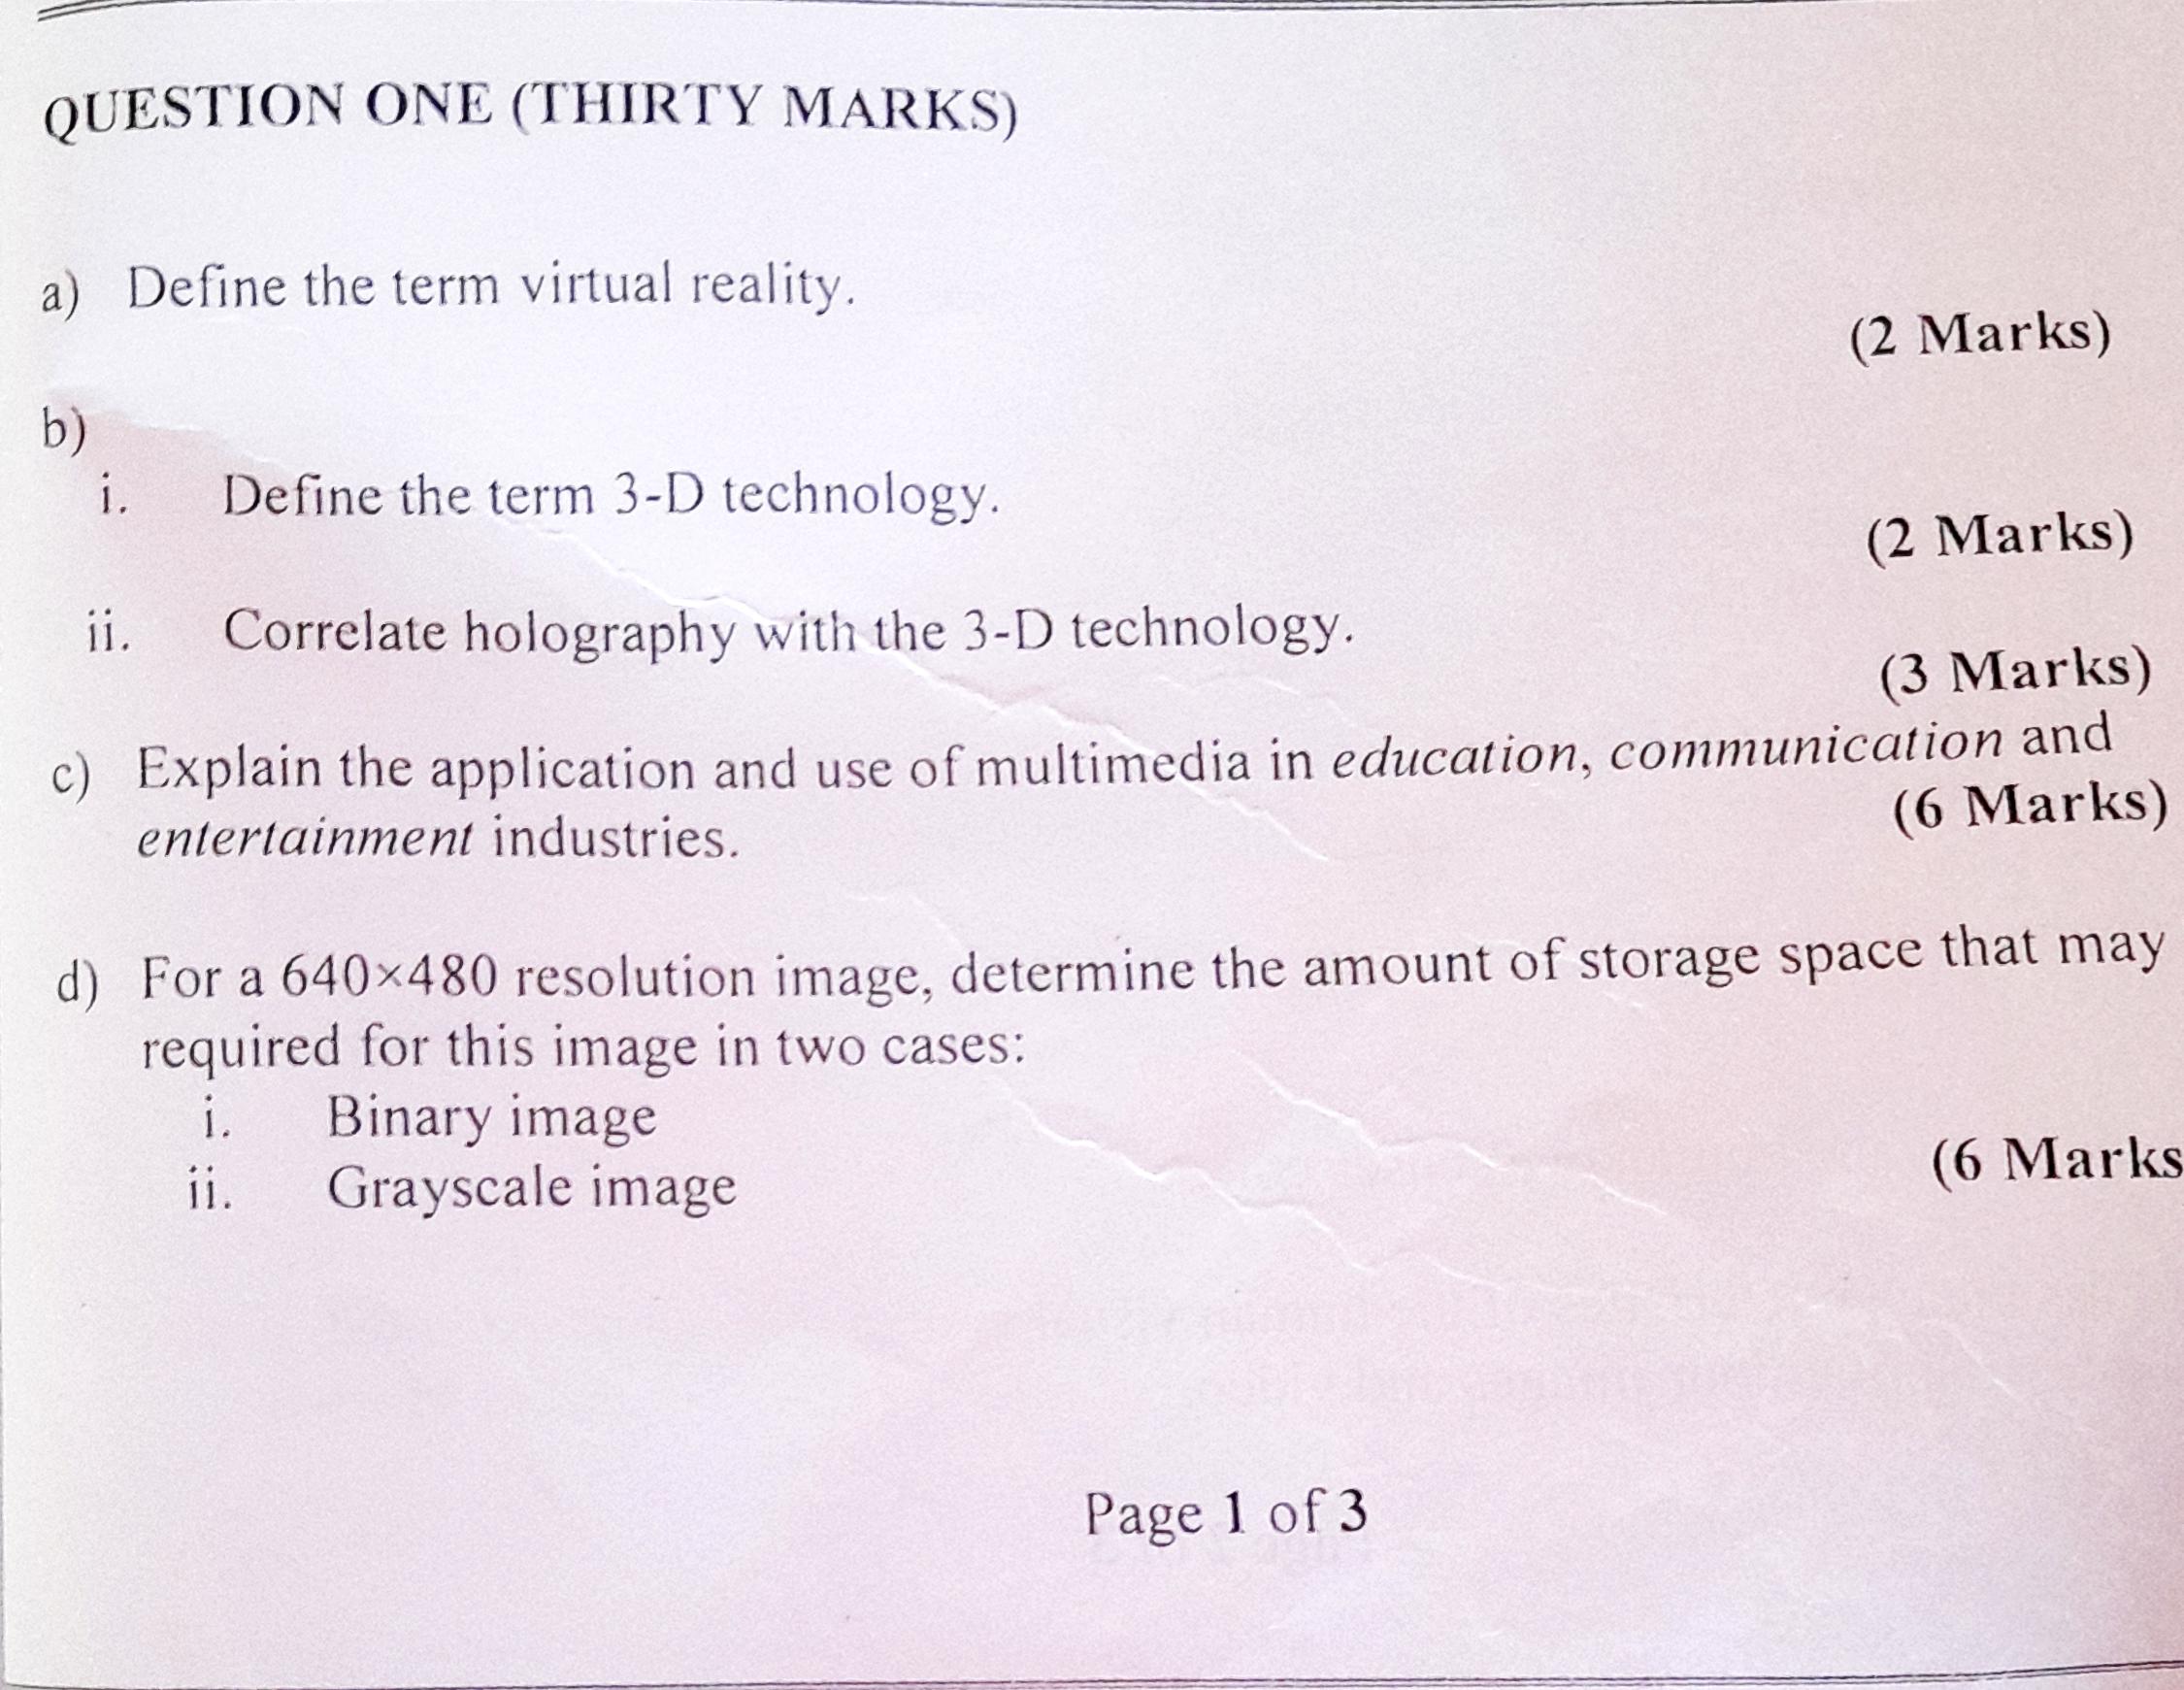 QUESTION ONE (THIRTY MARKS)
a) Define the term virtual reality.
(2 Marks)
b)
i. Define the term 3-D technology.
(2 Marks)
ii. Correlate holography with the 3-D technology.
(3 Marks)
c) Explain the application and use of multimedia in education, communication and
entertainment industries.
(6 Marks)
d) For a 640×480 resolution image, determine the amount of storage space that may
required for this image in two cases:
i. Binary image
ii. Grayscale image
(6 Marks
Page 1 of 3